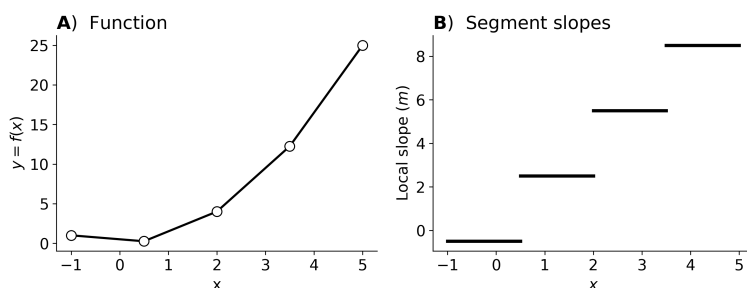 A) Function
y = f(x)
25
20
15
10
5
0
−1 0 1 2 3 4 5
x
B) Segment slopes
Local slope (m)
8
6
4
2
0
−1 0 1 2 3 4 5
x